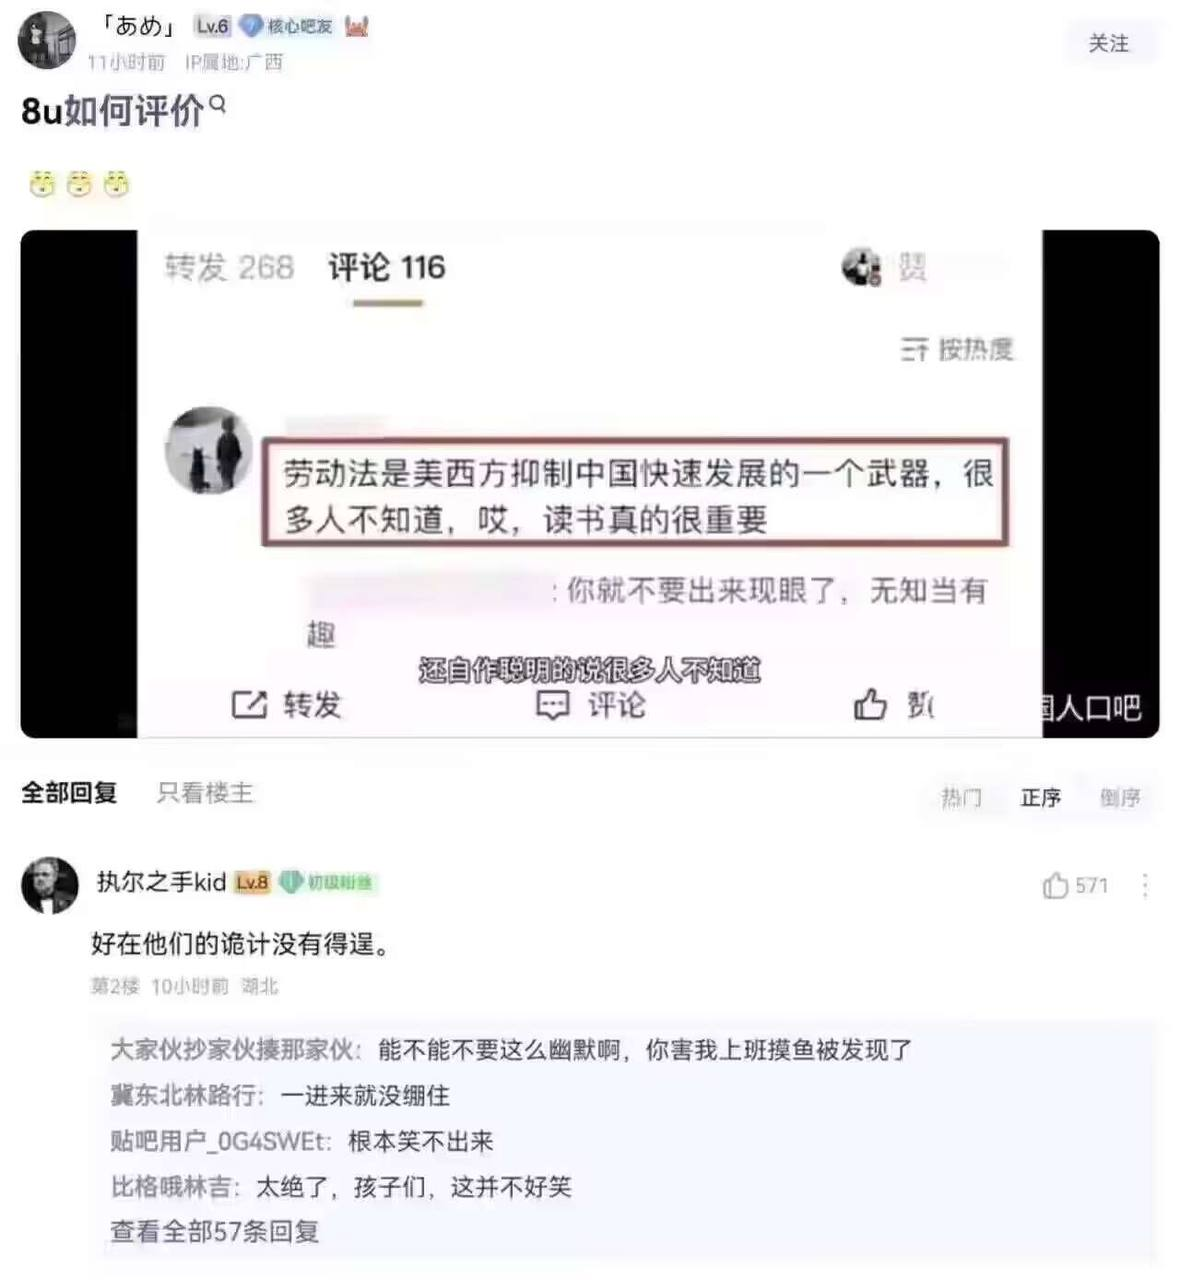 「あめ」 Lv.6 核心吧友
11小时前 IP属地:广西
关注
8u如何评价
转发 268 评论 116 赞
按热度
劳动法是美西方抑制中国快速发展的一个武器，很
多人不知道，哎，读书真的很重要
: 你就不要出来现眼了，无知当有
趣
还自作聪明的说很多人不知道
转发 评论 赞
国人口吧
全部回复 只看楼主 热门 正序 倒序
执尔之手kid Lv.8 初级粉丝 571
好在他们的诡计没有得逞。
第2楼 10小时前 湖北
大家伙抄家伙揍那家伙：能不能不要这么幽默啊，你害我上班摸鱼被发现了
冀东北林路行：一进来就没绷住
贴吧用户_0G4SWEt：根本笑不出来
比格哦林吉：太绝了，孩子们，这并不好笑
查看全部57条回复